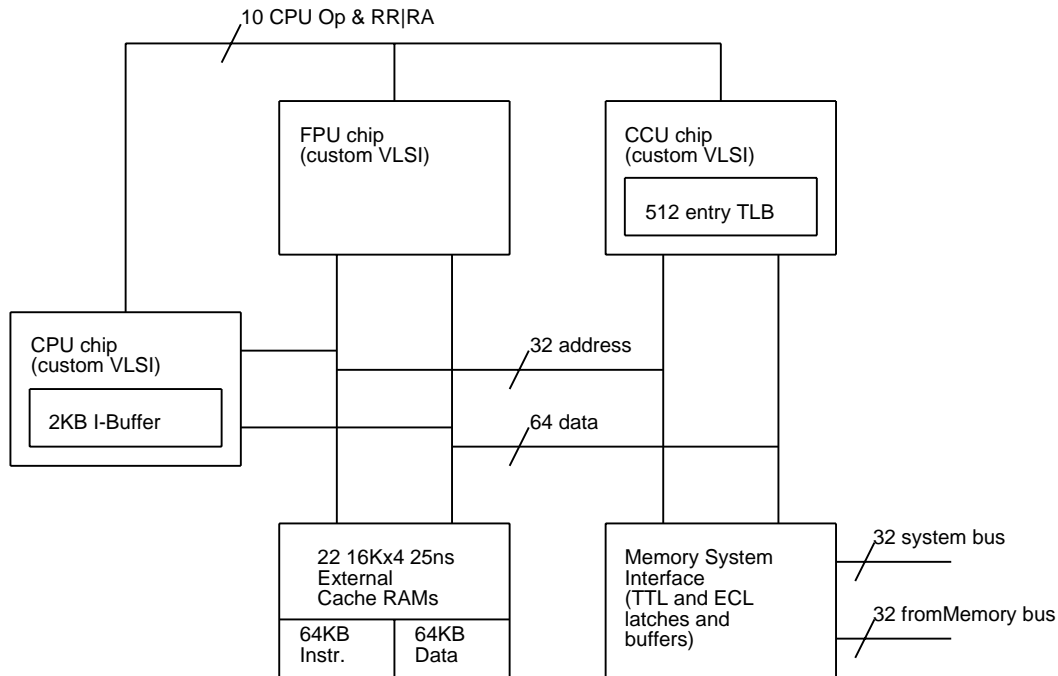 10 CPU Op & RR|RA
FPU chip
(custom VLSI)
CCU chip
(custom VLSI)
512 entry TLB
CPU chip
(custom VLSI)
2KB I-Buffer
32 address
64 data
22 16Kx4 25ns
External
Cache RAMs
64KB
Instr.
64KB
Data
Memory System
Interface
(TTL and ECL
latches and
buffers)
32 system bus
32 fromMemory bus